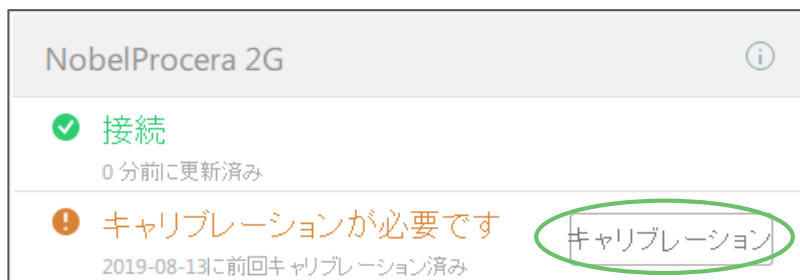 NobelProcera 2G
接続
0 分前に更新済み
キャリブレーションが必要です
キャリブレーション
2019-08-13に前回キャリブレーション済み